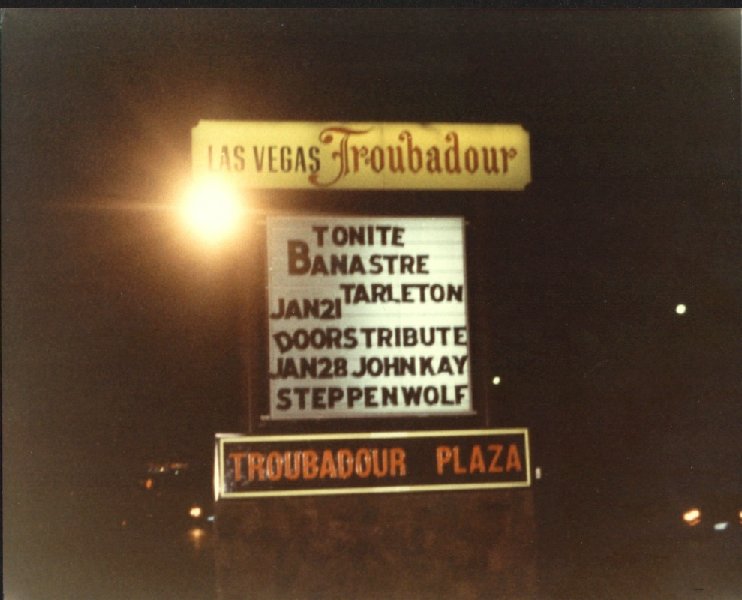 LAS VEGAS Troubadour
TONITE
BANASTRE
TARLETON
JAN21
DOORS TRIBUTE
JAN28 JOHN KAY
STEPPENWOLF
TROUBADOUR PLAZA